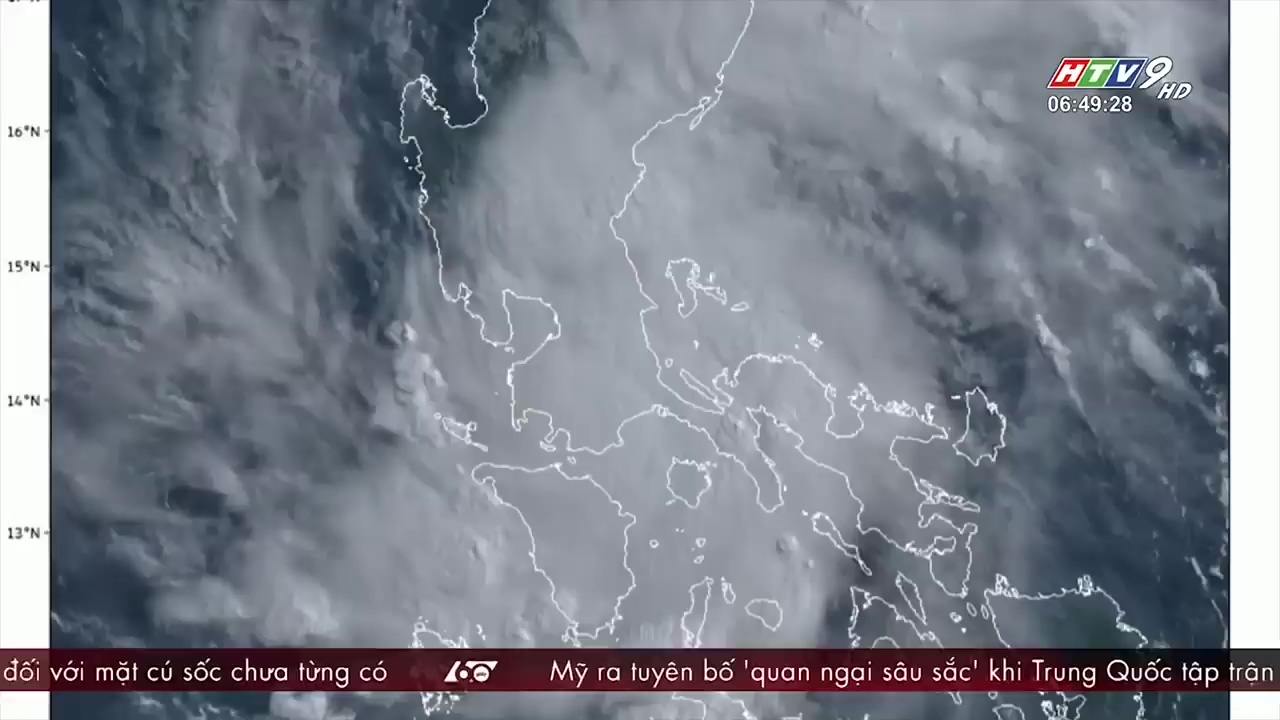 HTV9 HD
06:49:28
16°N
15°N
14°N
13°N
đối với mặt cú sốc chưa từng có 60 Mỹ ra tuyên bố 'quan ngại sâu sắc' khi Trung Quốc tập trận